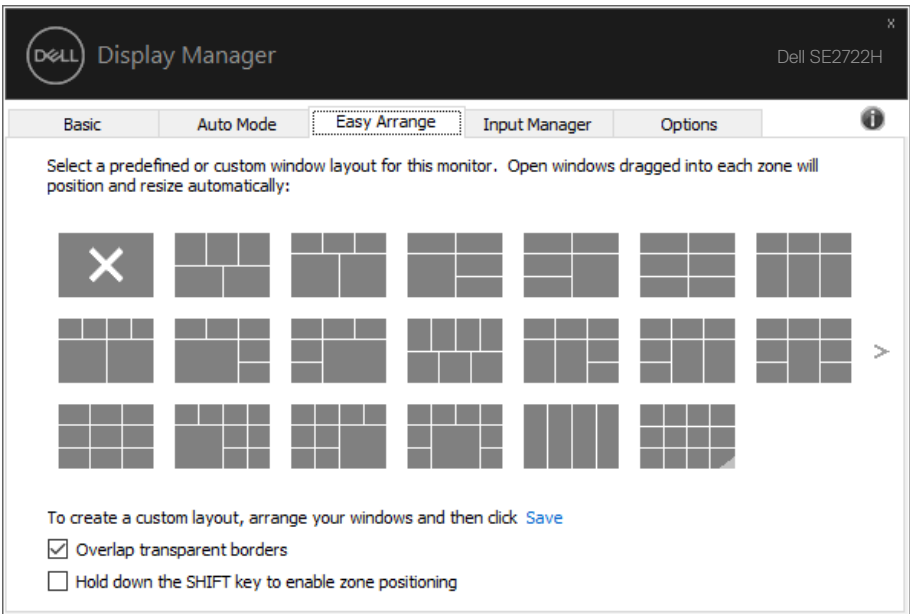 x
DELL Display Manager
Dell SE2722H
Basic Auto Mode Easy Arrange Input Manager Options
Select a predefined or custom window layout for this monitor. Open windows dragged into each zone will
position and resize automatically:
>
To create a custom layout, arrange your windows and then click Save
Overlap transparent borders
Hold down the SHIFT key to enable zone positioning